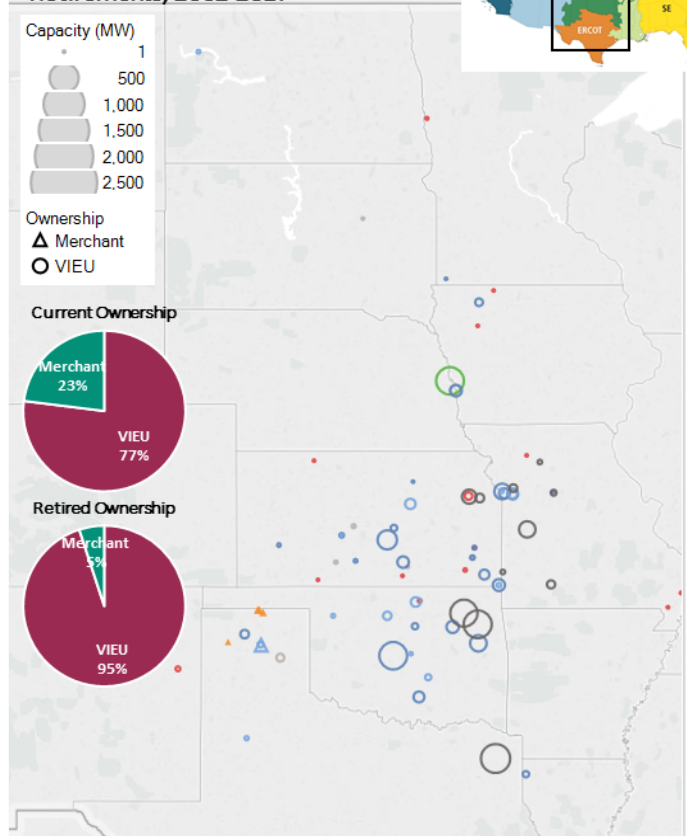 Capacity (MW)
1
500
1,000
1,500
2,000
2,500
Ownership
Merchant
VIEU
ERCOT
SE
Current Ownership
Merchant
23%
VIEU
77%
Retired Ownership
Merchant
5%
VIEU
95%